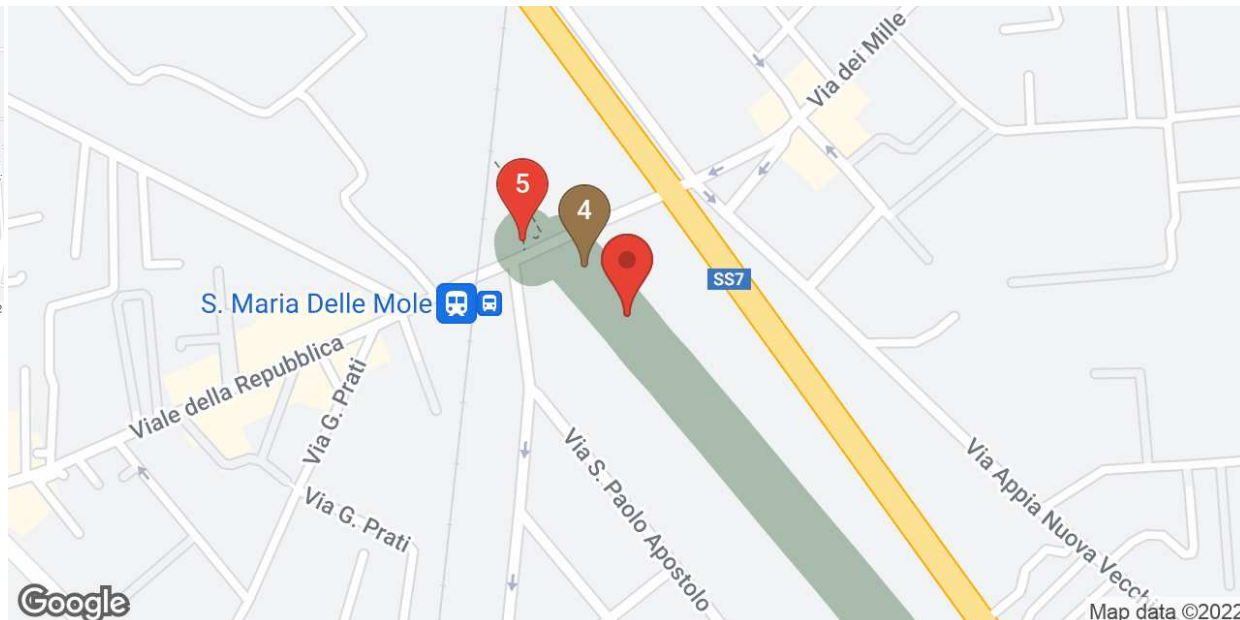 Via dei Mille
5
4
SS7
S. Maria Delle Mole
Viale della Repubblica
Via G. Prati
Via G. Prati
Via S. Paolo Apostolo
Via Appia Nuova Vecchi
Google
Map data ©2022